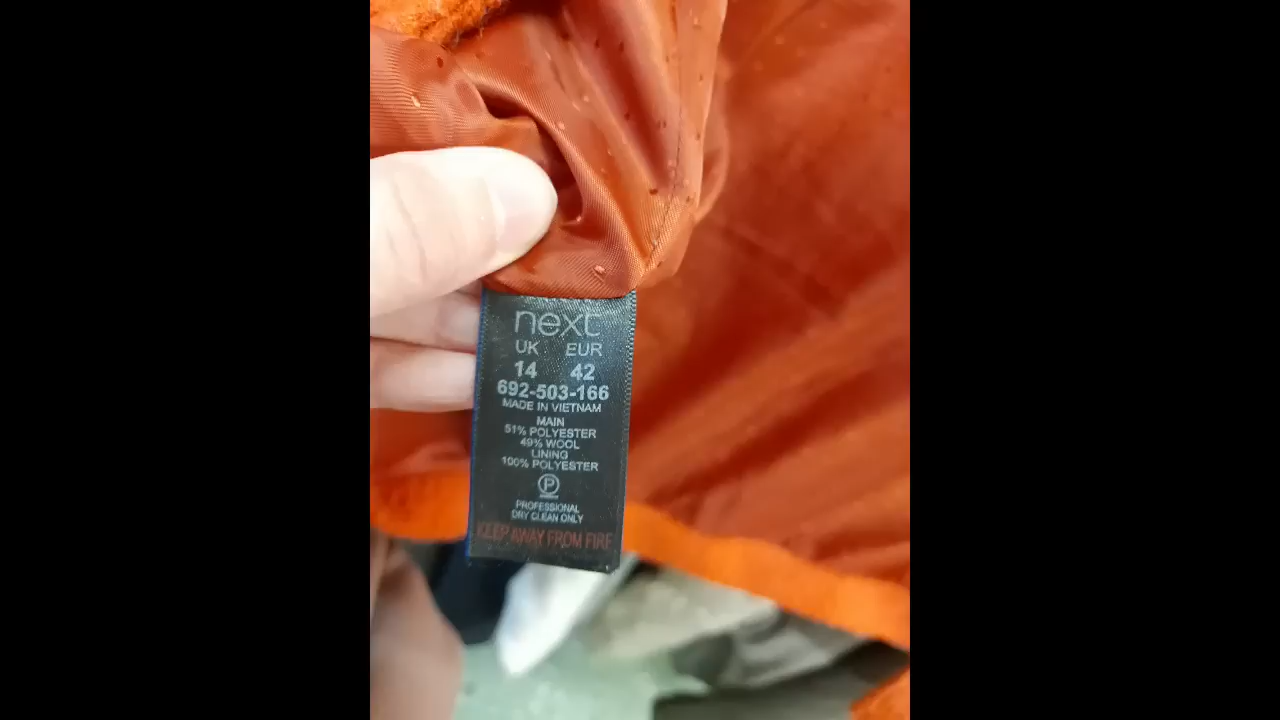 next
UK EUR
14 42
692-503-166
MADE IN VIETNAM
MAIN
51% POLYESTER
49% WOOL
LINING
100% POLYESTER
P
PROFESSIONAL
DRY CLEAN ONLY
KEEP AWAY FROM FIRE